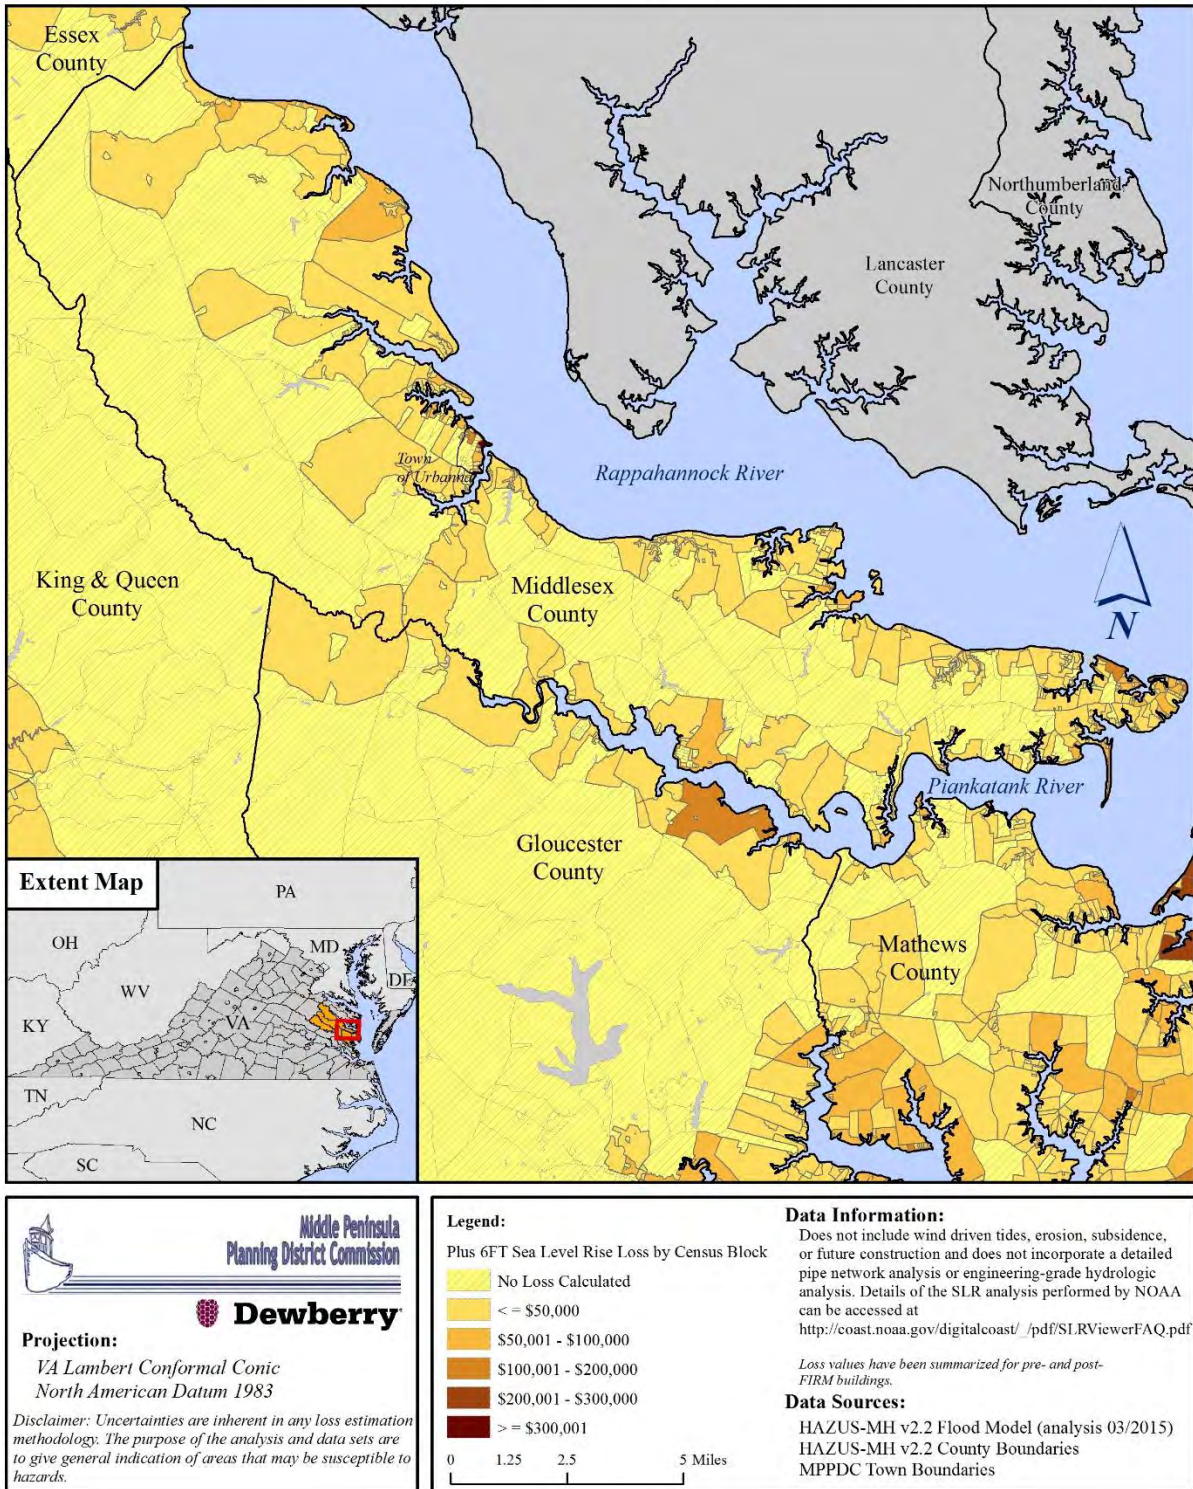 Essex
County
Northumberland
County
Lancaster
County
Rappahannock River
Town
of Urbanna
King & Queen
County
Middlesex
County
N
Piankatank River
Gloucester
County
Mathews
County
Extent Map
PA
OH
MD
DE
WV
KY
VA
TN
NC
SC
Middle Peninsula
Planning District Commission
Dewberry
Projection:
VA Lambert Conformal Conic
North American Datum 1983
Disclaimer: Uncertainties are inherent in any loss estimation
methodology. The purpose of the analysis and data sets are
to give general indication of areas that may be susceptible to
hazards.
Legend:
Plus 6FT Sea Level Rise Loss by Census Block
No Loss Calculated
< = $50,000
$50,001 - $100,000
$100,001 - $200,000
$200,001 - $300,000
> = $300,001
0 1.25 2.5 5 Miles
Data Information:
Does not include wind driven tides, erosion, subsidence,
or future construction and does not incorporate a detailed
pipe network analysis or engineering-grade hydrologic
analysis. Details of the SLR analysis performed by NOAA
can be accessed at
http://coast.noaa.gov/digitalcoast/_/pdf/SLRViewerFAQ.pdf
Loss values have been summarized for pre- and post-
FIRM buildings.
Data Sources:
HAZUS-MH v2.2 Flood Model (analysis 03/2015)
HAZUS-MH v2.2 County Boundaries
MPPDC Town Boundaries